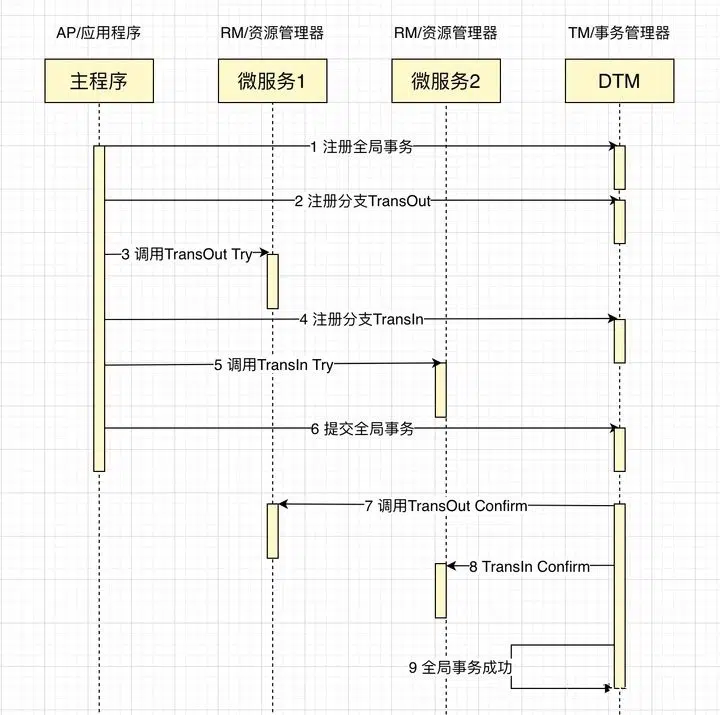 AP/应用程序
RM/资源管理器
RM/资源管理器
TM/事务管理器
主程序
微服务1
微服务2
DTM
1 注册全局事务
2 注册分支TransOut
3 调用TransOut Try
4 注册分支TransIn
5 调用TransIn Try
6 提交全局事务
7 调用TransOut Confirm
8 TransIn Confirm
9 全局事务成功